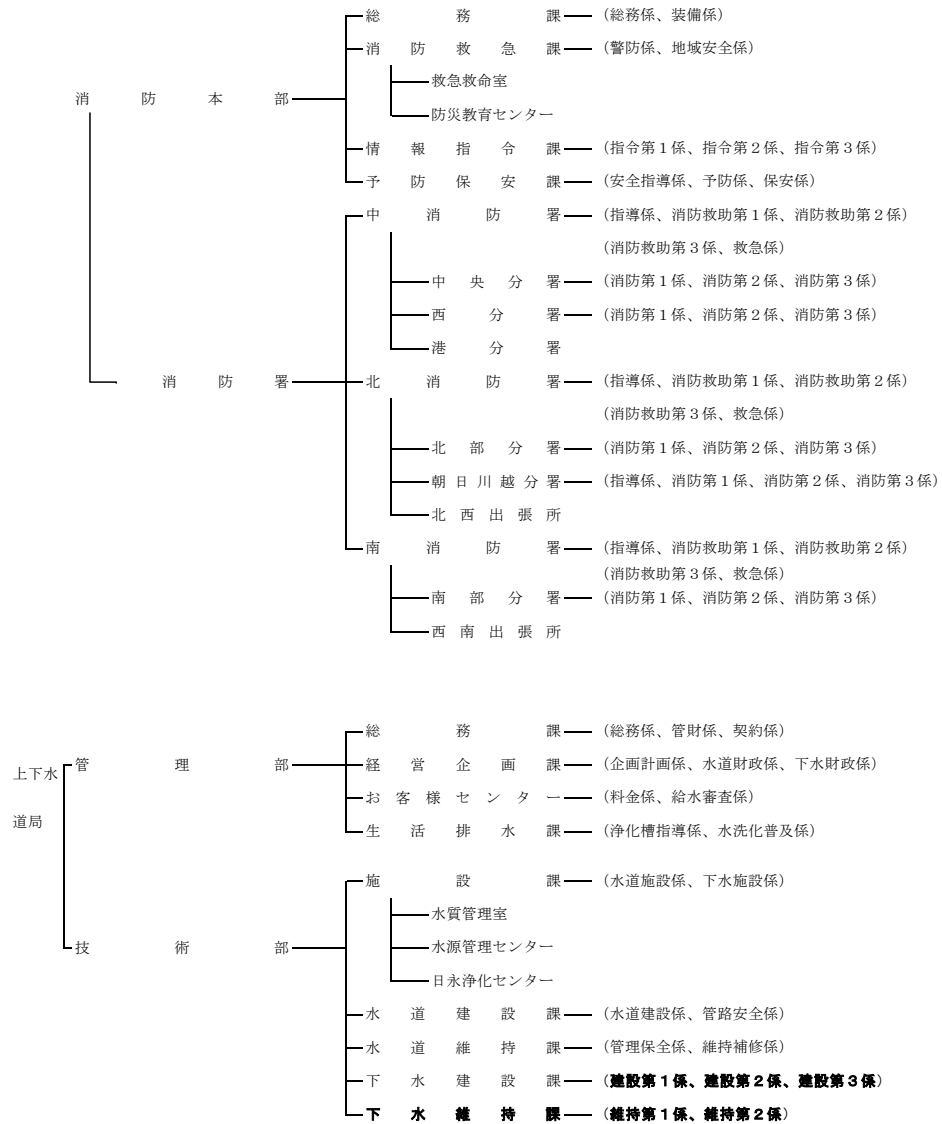 総務課 (総務係、装備係)
消防救急課 (警防係、地域安全係)
救急救命室
消防本部
防災教育センター
情報指令課 (指令第１係、指令第２係、指令第３係)
予防保安課 (安全指導係、予防係、保安係)
中消防署 (指導係、消防救助第１係、消防救助第２係)
(消防救助第３係、救急係)
中央分署 (消防第１係、消防第２係、消防第３係)
西分署 (消防第１係、消防第２係、消防第３係)
港分署
消防署 北消防署 (指導係、消防救助第１係、消防救助第２係)
(消防救助第３係、救急係)
北部分署 (消防第１係、消防第２係、消防第３係)
朝日川越分署 (指導係、消防第１係、消防第２係、消防第３係)
北西出張所
南消防署 (指導係、消防救助第１係、消防救助第２係)
(消防救助第３係、救急係)
南部分署 (消防第１係、消防第２係、消防第３係)
西南出張所
総務課 (総務係、管財係、契約係)
上下水
道局
管理部 経営企画課 (企画計画係、水道財政係、下水財政係)
お客様センター (料金係、給水審査係)
生活排水課 (浄化槽指導係、水洗化普及係)
施設課 (水道施設係、下水施設係)
水質管理室
技術部 水源管理センター
日永浄化センター
水道建設課 (水道建設係、管路安全係)
水道維持課 (管理保全係、維持補修係)
下水建設課 (建設第１係、建設第２係、建設第３係)
下水維持課 (維持第１係、維持第２係)